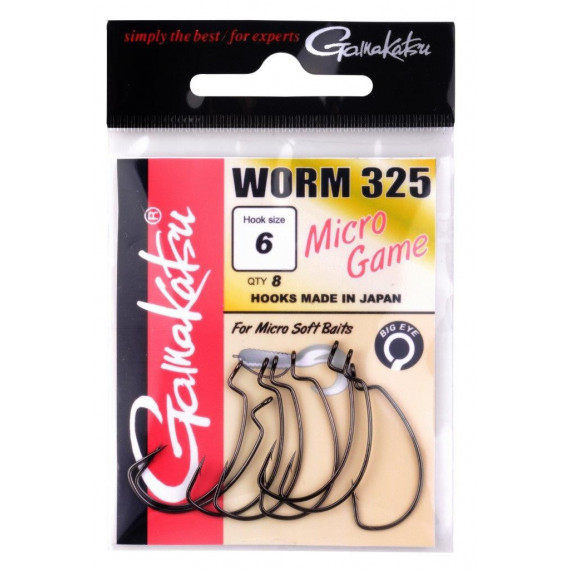 simply the best / for experts
Gamakatsu
WORM 325
Hook size
6
Micro
Game
QTY 8
HOOKS MADE IN JAPAN
For Micro Soft Baits
BIG EYE
Gamakatsu®